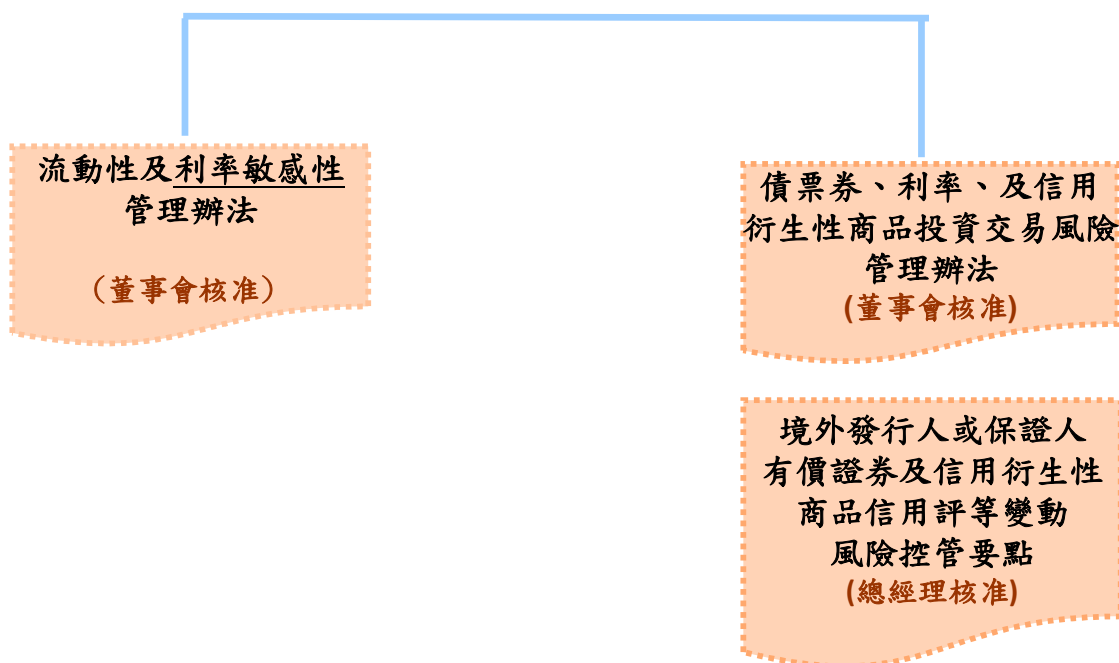 流動性及利率敏感性
管理辦法
（董事會核准）
債票券、利率、及信用
衍生性商品投資交易風險
管理辦法
(董事會核准)
境外發行人或保證人
有價證券及信用衍生性
商品信用評等變動
風險控管要點
(總經理核准)